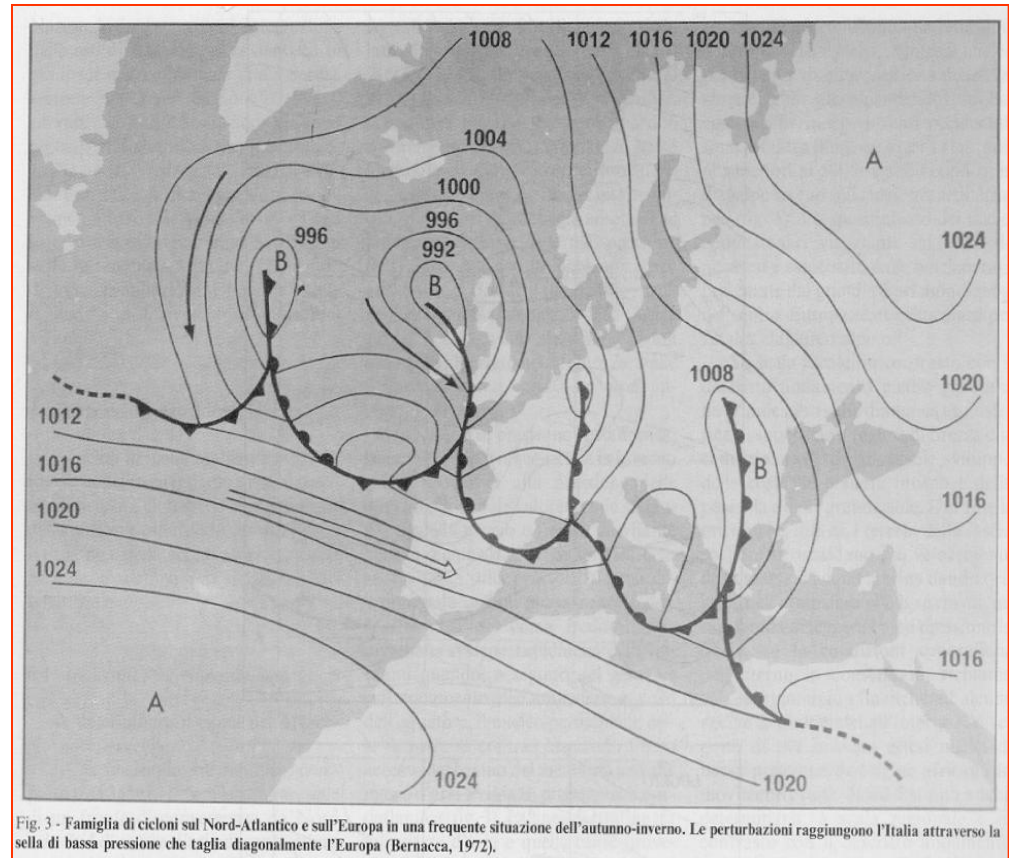 1008 1012 1016 1020 1024
A
1004
1000
996
996
992
1024
B
B
1020
1008
1012
1016
B
1016
1020
1024
1016
A
1024
1020
Fig. 3 - Famiglia di cicloni sul Nord-Atlantico e sull'Europa in una frequente situazione dell'autunno-inverno. Le perturbazioni raggiungono l'Italia attraverso la
sella di bassa pressione che taglia diagonalmente l'Europa (Bernacca, 1972).